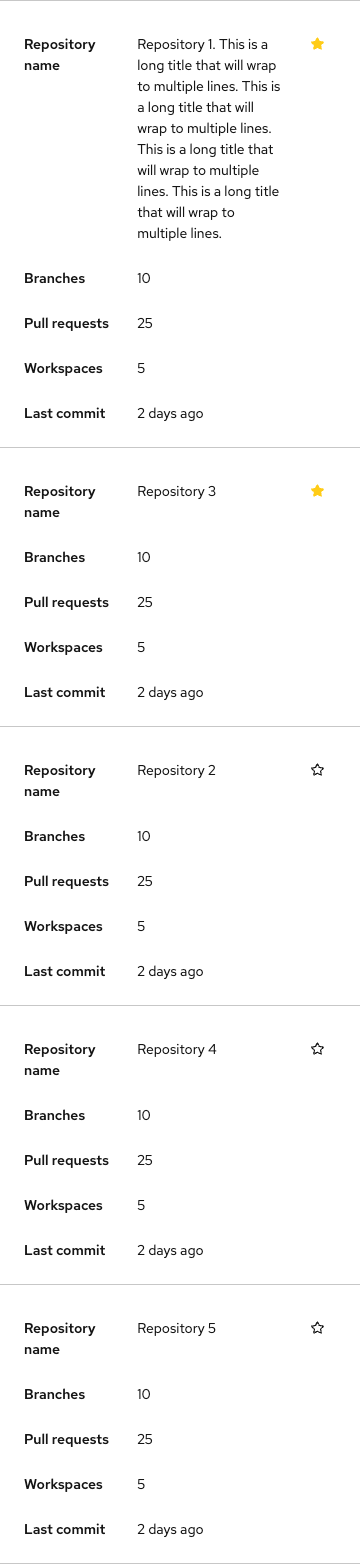 Repository name
Repository 1. This is a
long title that will wrap
to multiple lines. This is
a long title that will
wrap to multiple lines.
This is a long title that
will wrap to multiple
lines. This is a long title
that will wrap to
multiple lines.
Branches 10
Pull requests 25
Workspaces 5
Last commit 2 days ago
Repository name
Repository 3
Branches 10
Pull requests 25
Workspaces 5
Last commit 2 days ago
Repository name
Repository 2
Branches 10
Pull requests 25
Workspaces 5
Last commit 2 days ago
Repository name
Repository 4
Branches 10
Pull requests 25
Workspaces 5
Last commit 2 days ago
Repository name
Repository 5
Branches 10
Pull requests 25
Workspaces 5
Last commit 2 days ago